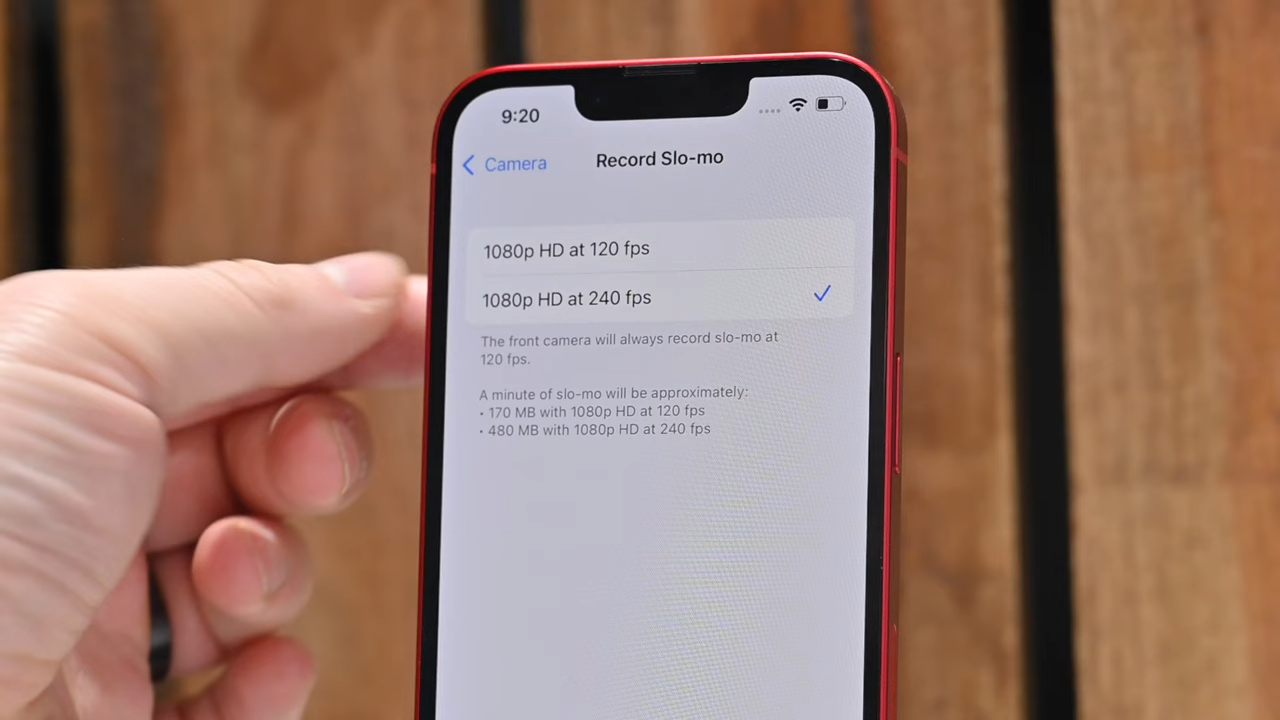 9:20
Camera
Record Slo-mo
1080p HD at 120 fps
1080p HD at 240 fps
The front camera will always record slo-mo at
120 fps.
A minute of slo-mo will be approximately:
• 170 MB with 1080p HD at 120 fps
• 480 MB with 1080p HD at 240 fps